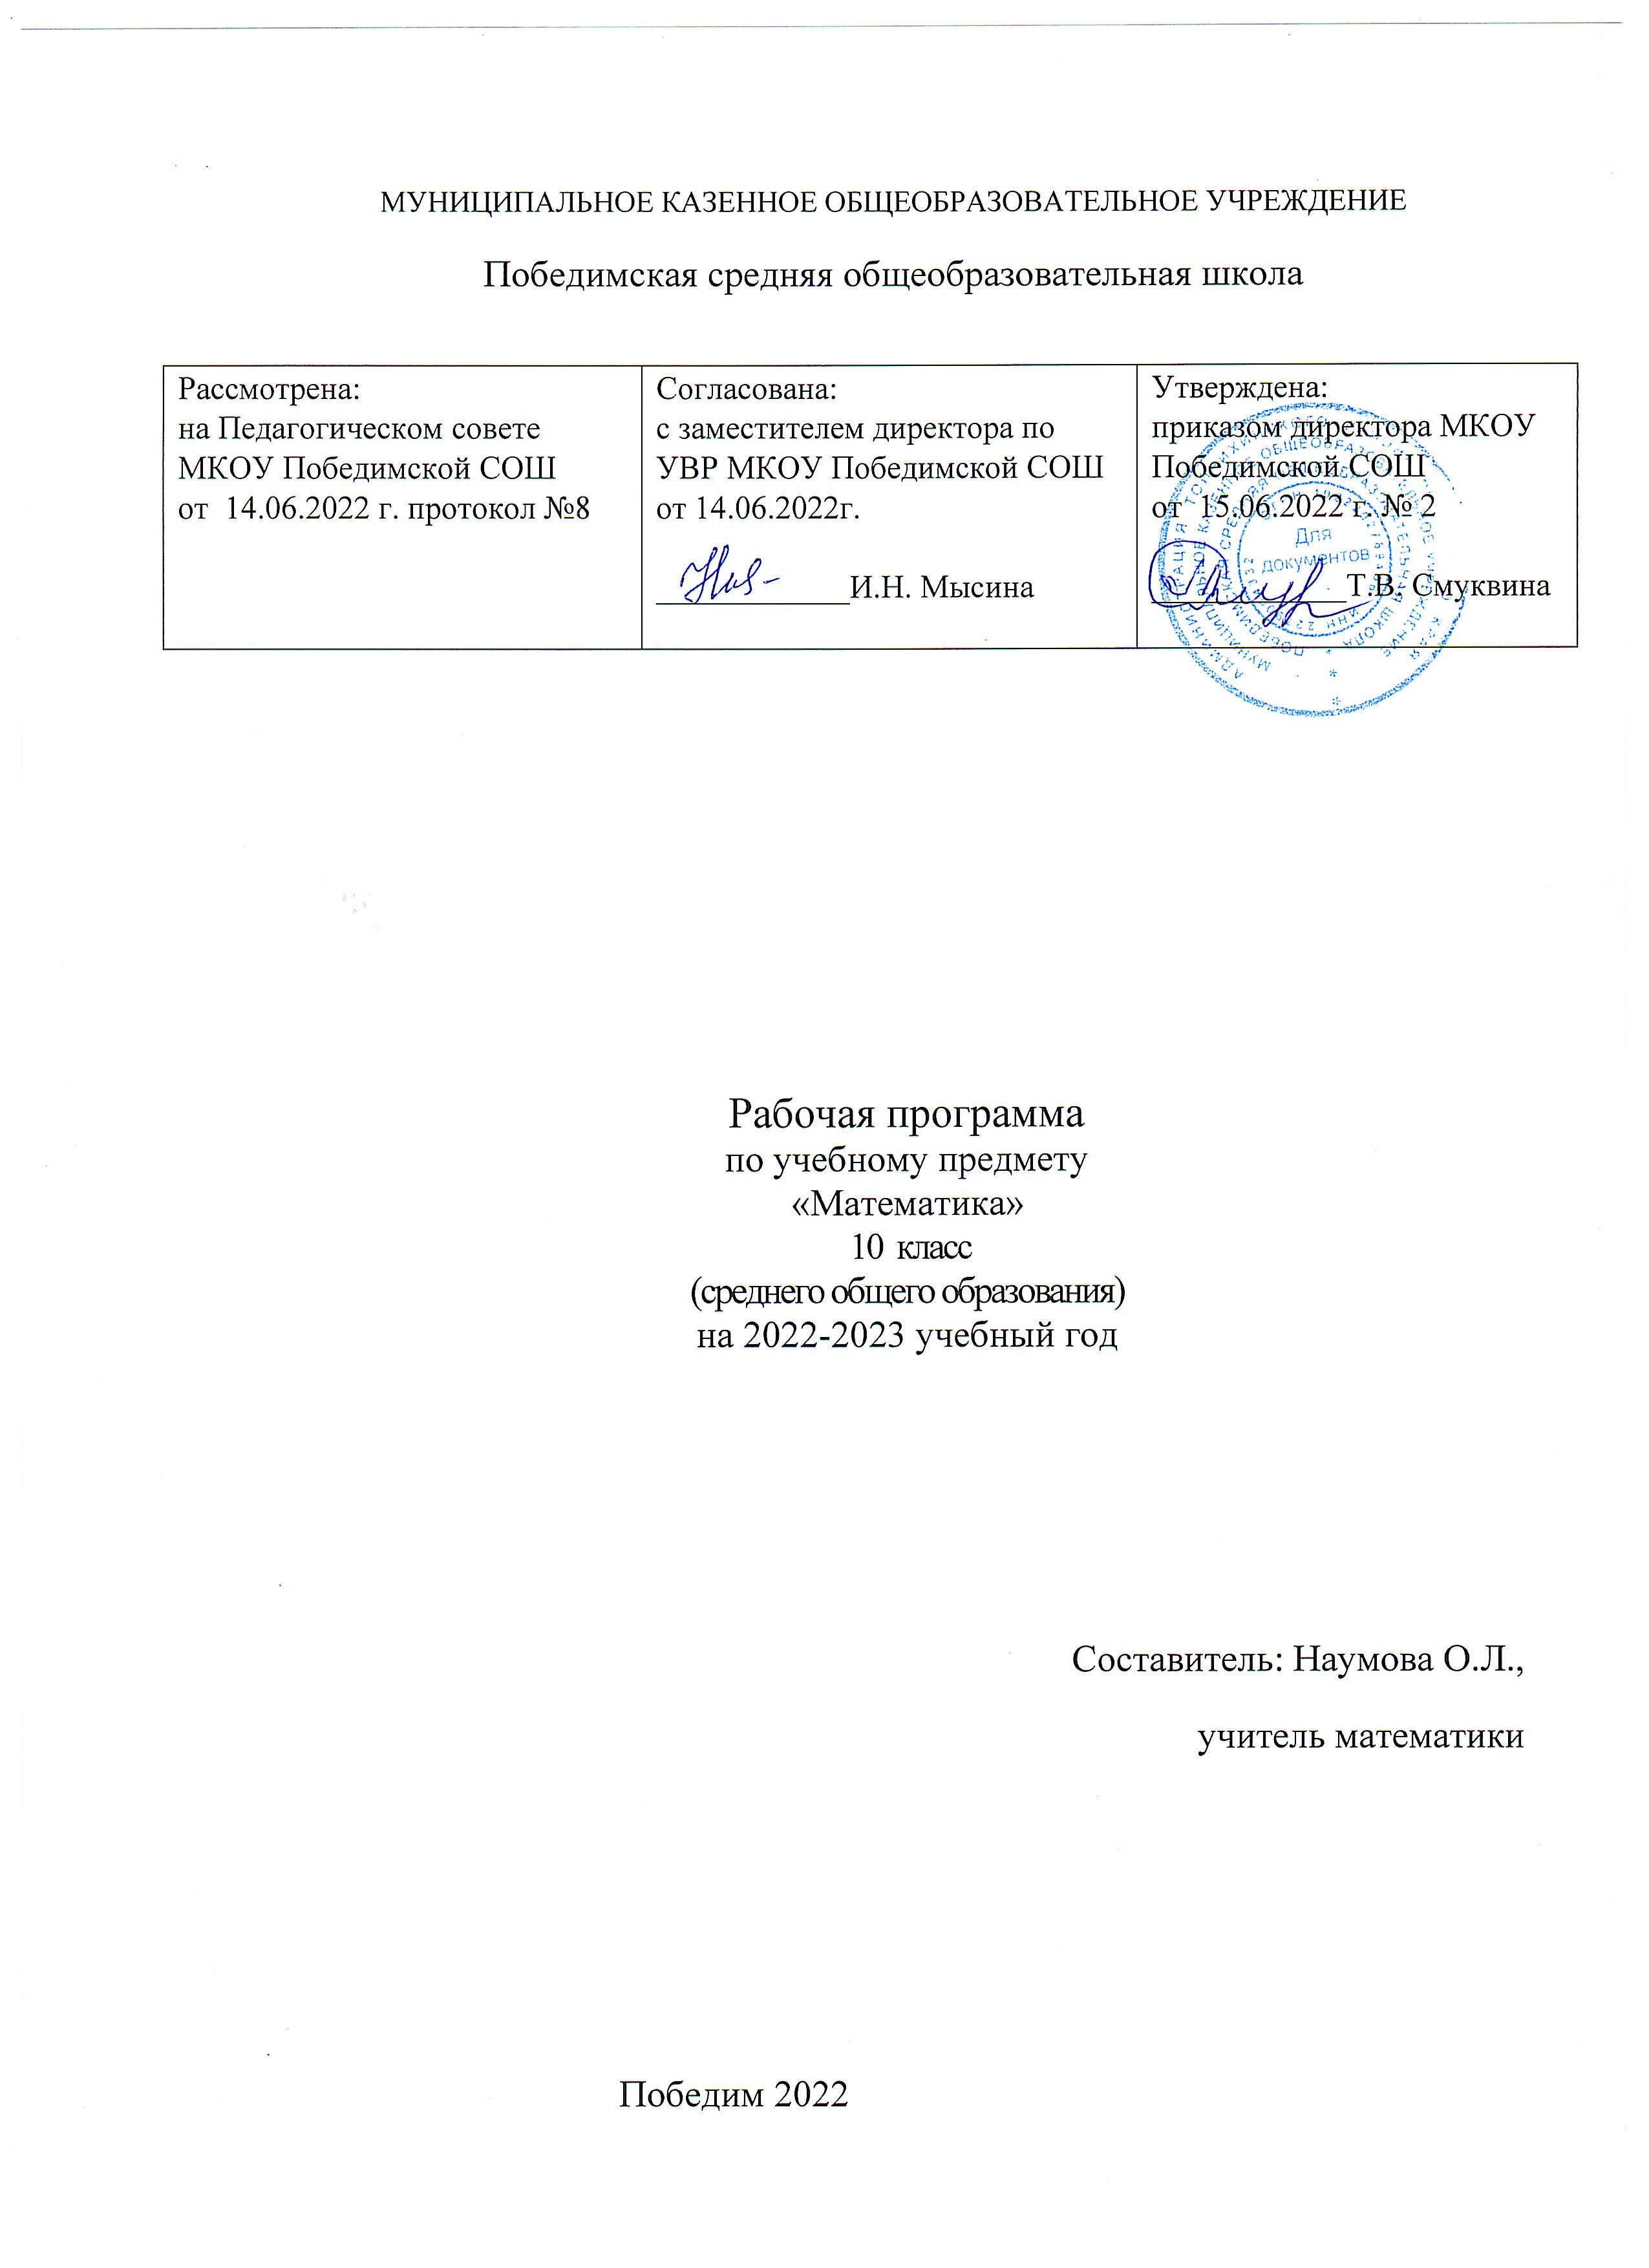 МУНИЦИПАЛЬНОЕ КАЗЕННОЕ ОБЩЕОБРАЗОВАТЕЛЬНОЕ УЧРЕЖДЕНИЕ
Победимская средняя общеобразовательная школа
Рассмотрена:
на Педагогическом совете
МКОУ Победимской СОШ
от 14.06.2022 г. протокол №8
Согласована:
с заместителем директора по
УВР МКОУ Победимской СОШ
от 14.06.2022г.
____________И.Н. Мысина
Утверждена:
приказом директора МКОУ
Победимской СОШ
от 15.06.2022 г. № 2
____________Т.В. Смуквина
Для
документов
Рабочая программа
по учебному предмету
«Математика»
10 класс
(среднего общего образования)
на 2022-2023 учебный год
Составитель: Наумова О.Л.,
учитель математики
Победим 2022